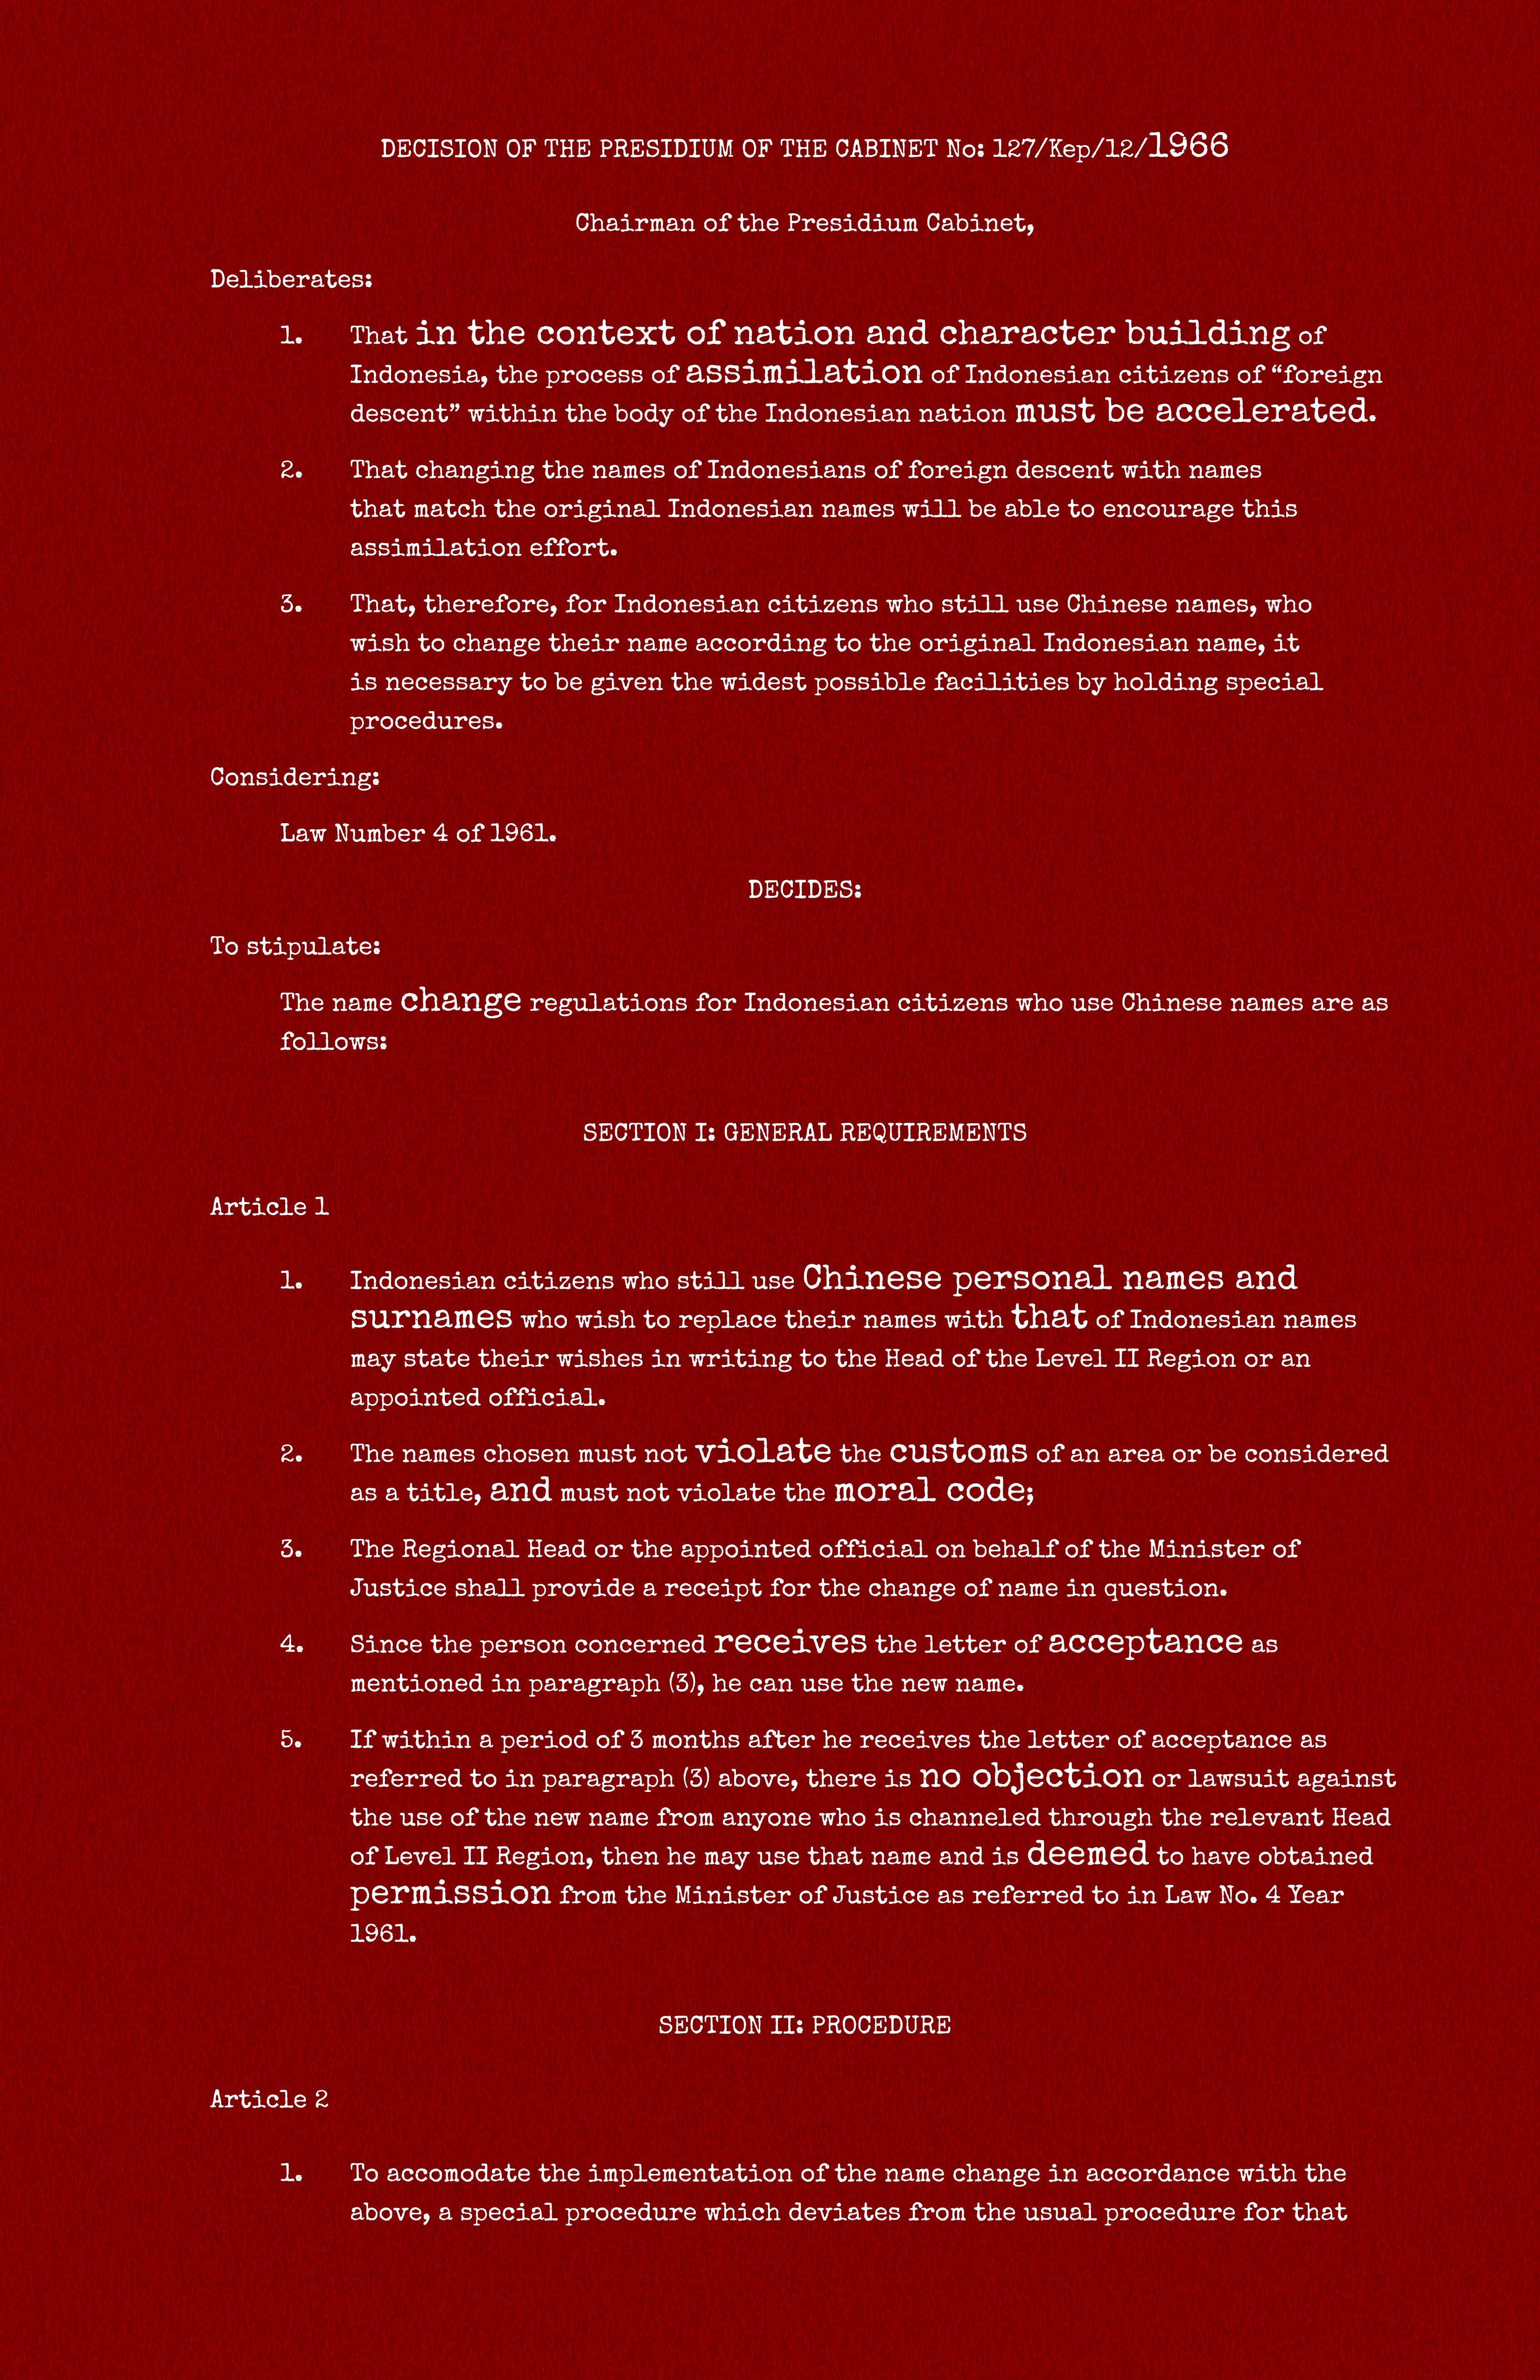 DECISION OF THE PRESIDIUM OF THE CABINET No: 127/Kep/12/1966
Chairman of the Presidium Cabinet,
Deliberates:
1. That in the context of nation and character building of
Indonesia, the process of assimilation of Indonesian citizens of “foreign
descent” within the body of the Indonesian nation must be accelerated.
2. That changing the names of Indonesians of foreign descent with names
that match the original Indonesian names will be able to encourage this
assimilation effort.
3. That, therefore, for Indonesian citizens who still use Chinese names, who
wish to change their name according to the original Indonesian name, it
is necessary to be given the widest possible facilities by holding special
procedures.
Considering:
Law Number 4 of 1961.
DECIDES:
To stipulate:
The name change regulations for Indonesian citizens who use Chinese names are as
follows:
SECTION I: GENERAL REQUIREMENTS
Article 1
1. Indonesian citizens who still use Chinese personal names and
surnames who wish to replace their names with that of Indonesian names
may state their wishes in writing to the Head of the Level II Region or an
appointed official.
2. The names chosen must not violate the customs of an area or be considered
as a title, and must not violate the moral code;
3. The Regional Head or the appointed official on behalf of the Minister of
Justice shall provide a receipt for the change of name in question.
4. Since the person concerned receives the letter of acceptance as
mentioned in paragraph (3), he can use the new name.
5. If within a period of 3 months after he receives the letter of acceptance as
referred to in paragraph (3) above, there is no objection or lawsuit against
the use of the new name from anyone who is channeled through the relevant Head
of Level II Region, then he may use that name and is deemed to have obtained
permission from the Minister of Justice as referred to in Law No. 4 Year
1961.
SECTION II: PROCEDURE
Article 2
1. To accomodate the implementation of the name change in accordance with the
above, a special procedure which deviates from the usual procedure for that